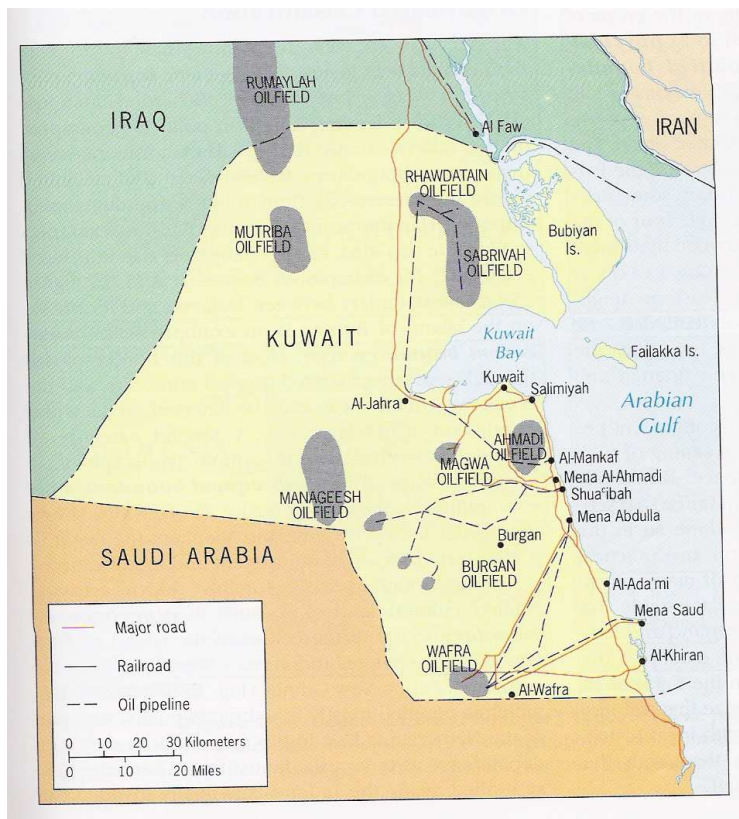 RUMAYLAH
OILFIELD
IRAQ
IRAN
Al Faw
RHAWDATAIN
OILFIELD
MUTRIBA
OILFIELD
Bubiyan
Is.
SABRIVAH
OILFIELD
KUWAIT
Kuwait
Bay
Failakka Is.
Kuwait
Salimiyah
Al-Jahra
Arabian
Gulf
AHMADI
OILFIELD
MAGWA
OILFIELD
Al-Mankaf
Mena Al-Ahmadi
Shua'ibah
MANAGEESH
OILFIELD
Mena Abdulla
Burgan
SAUDI ARABIA
BURGAN
OILFIELD
Al-Ada'mi
Mena Saud
WAFRA
OILFIELD
Al-Khiran
Al-Wafra
Major road
Railroad
Oil pipeline
0 10 20 30 Kilometers
0 10 20 Miles